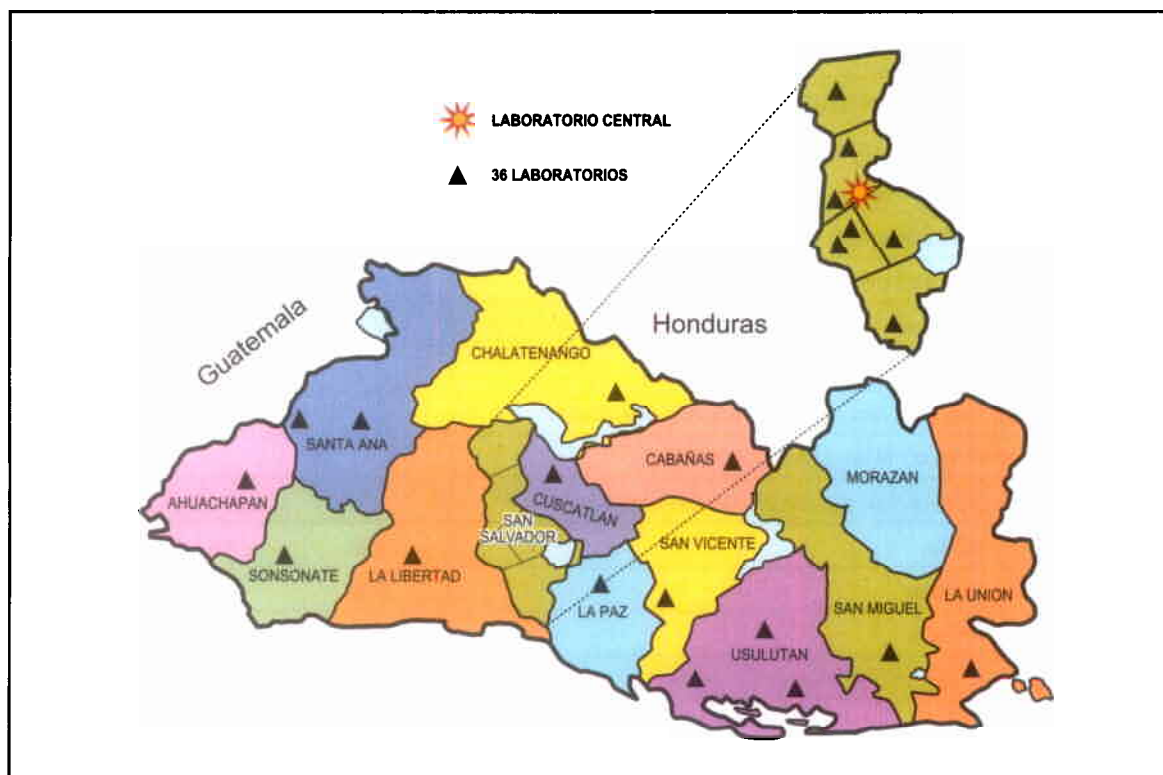 LABORATORIO CENTRAL
36 LABORATORIOS
Guatemala
Honduras
CHALATENANGO
SANTA ANA
CABAÑAS
MORAZAN
AHUACHAPAN
CUSCATLAN
SAN
SALVADOR
SAN VICENTE
SONSONATE
LA LIBERTAD
LA PAZ
SAN MIGUEL
LA UNION
USULUTAN